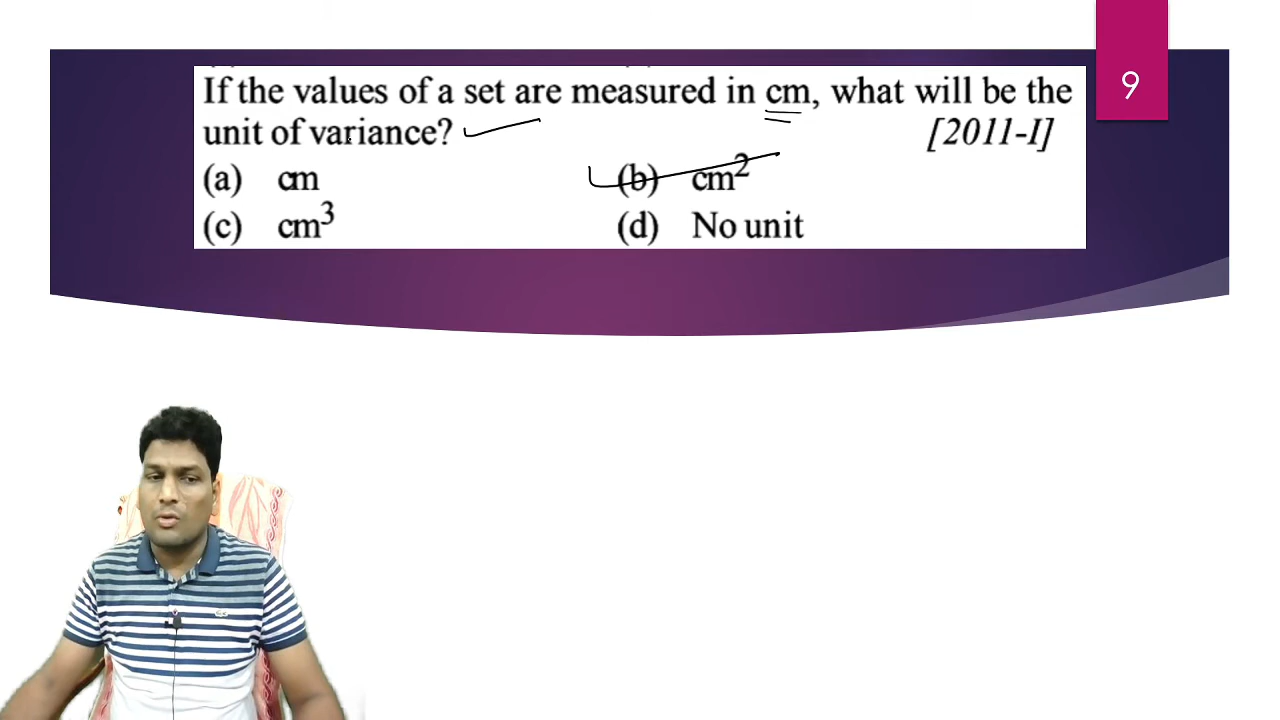 9
If the values of a set are measured in cm, what will be the
unit of variance? [2011-I]
(a) cm (b) cm²
(c) cm³ (d) No unit